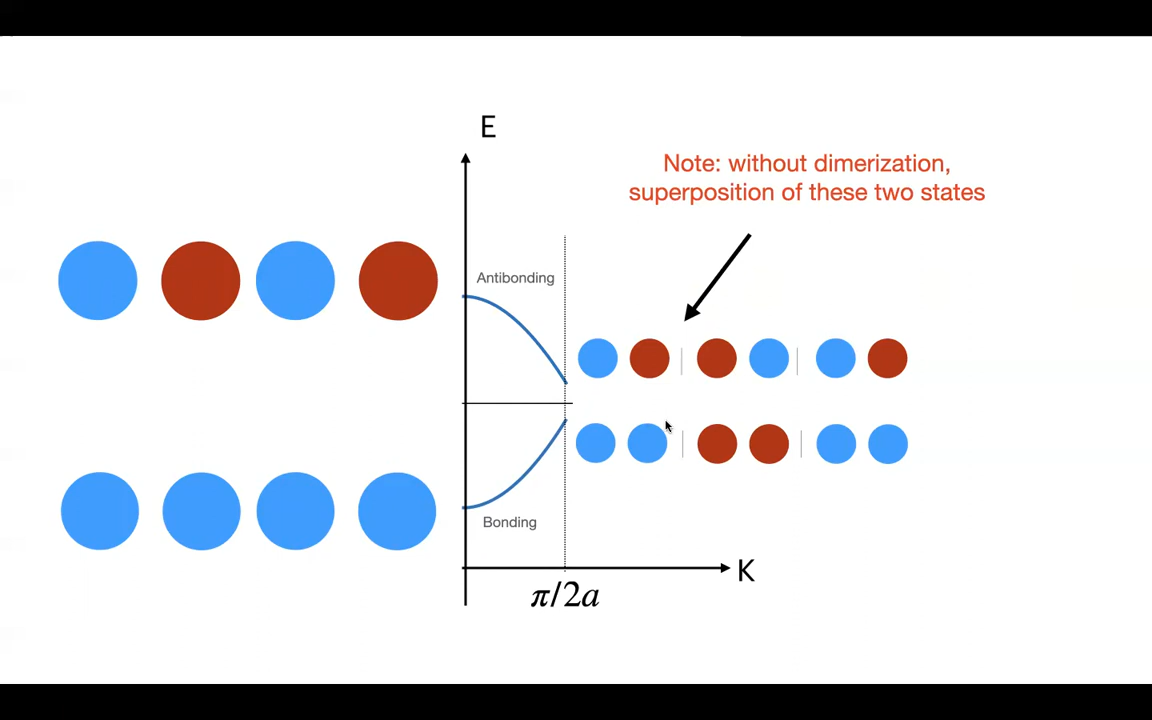 E
Note: without dimerization,
superposition of these two states
Antibonding
Bonding
K
π/2a